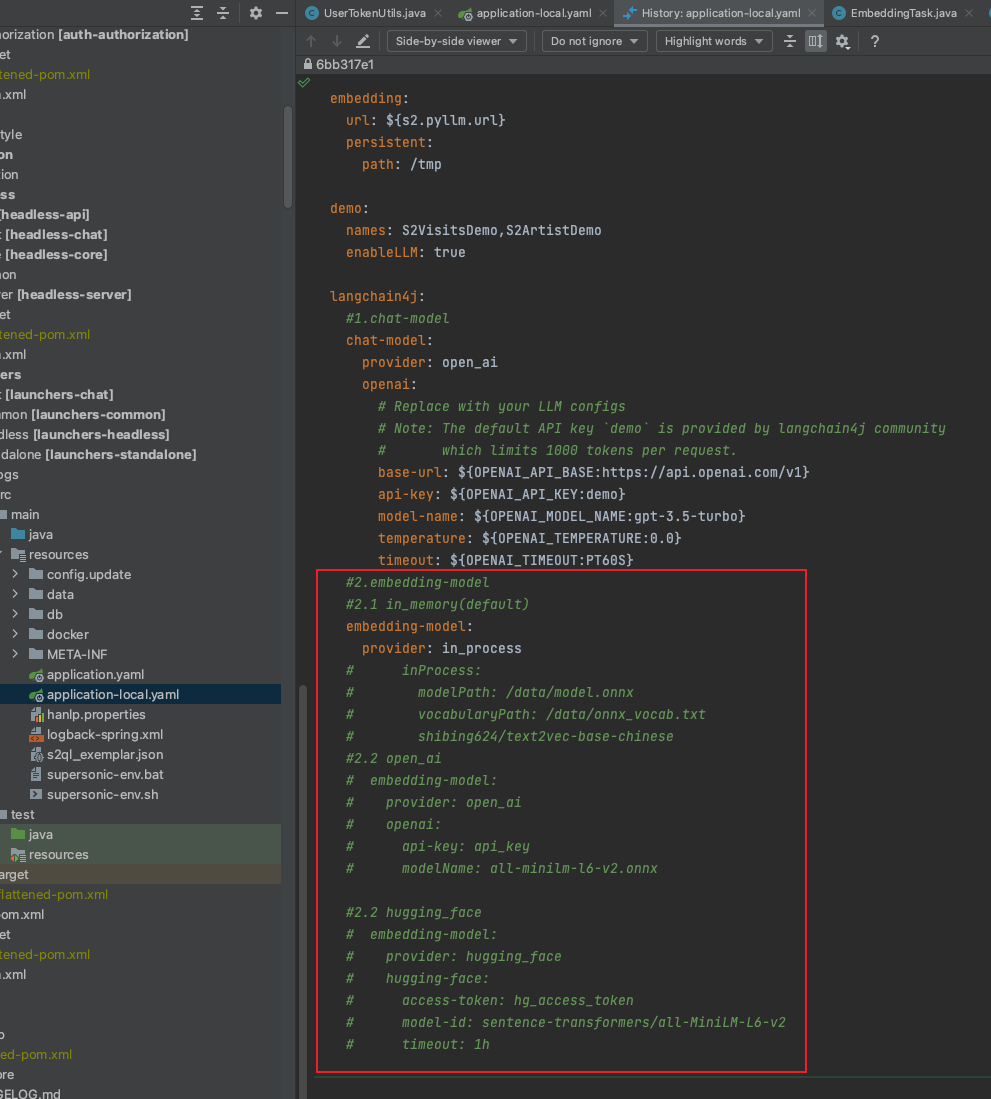 UserTokenUtils.java
application-local.yaml
History: application-local.yaml
EmbeddingTask.java
Side-by-side viewer
Do not ignore
Highlight words
?
6bb317e1
orization [auth-authorization]
et
tened-pom.xml
.xml
tyle
on
tion
ss
[headless-api]
t [headless-chat]
e [headless-core]
on
er [headless-server]
et
tened-pom.xml
.xml
ers
t [launchers-chat]
mon [launchers-common]
dless [launchers-headless]
dalone [launchers-standalone]
ogs
rc
main
java
resources
config.update
data
db
docker
META-INF
application.yaml
application-local.yaml
hanlp.properties
logback-spring.xml
s2ql_exemplar.json
supersonic-env.bat
supersonic-env.sh
test
java
resources
arget
flattened-pom.xml
om.xml
et
tened-pom.xml
.xml
o
ed-pom.xml
ore
GELOG.md
embedding:
  url: ${s2.pyllm.url}
  persistent:
    path: /tmp
demo:
  names: S2VisitsDemo,S2ArtistDemo
  enableLLM: true
langchain4j:
  #1.chat-model
  chat-model:
    provider: open_ai
    openai:
      # Replace with your LLM configs
      # Note: The default API key `demo` is provided by langchain4j community
      #       which limits 1000 tokens per request.
      base-url: ${OPENAI_API_BASE:https://api.openai.com/v1}
      api-key: ${OPENAI_API_KEY:demo}
      model-name: ${OPENAI_MODEL_NAME:gpt-3.5-turbo}
      temperature: ${OPENAI_TEMPERATURE:0.0}
      timeout: ${OPENAI_TIMEOUT:PT60S}
  #2.embedding-model
  #2.1 in_memory(default)
  embedding-model:
    provider: in_process
  #      inProcess:
  #        modelPath: /data/model.onnx
  #        vocabularyPath: /data/onnx_vocab.txt
  #        shibing624/text2vec-base-chinese
  #2.2 open_ai
  #  embedding-model:
  #    provider: open_ai
  #    openai:
  #      api-key: api_key
  #      modelName: all-minilm-l6-v2.onnx
  #2.2 hugging_face
  #  embedding-model:
  #    provider: hugging_face
  #    hugging-face:
  #      access-token: hg_access_token
  #      model-id: sentence-transformers/all-MiniLM-L6-v2
  #      timeout: 1h